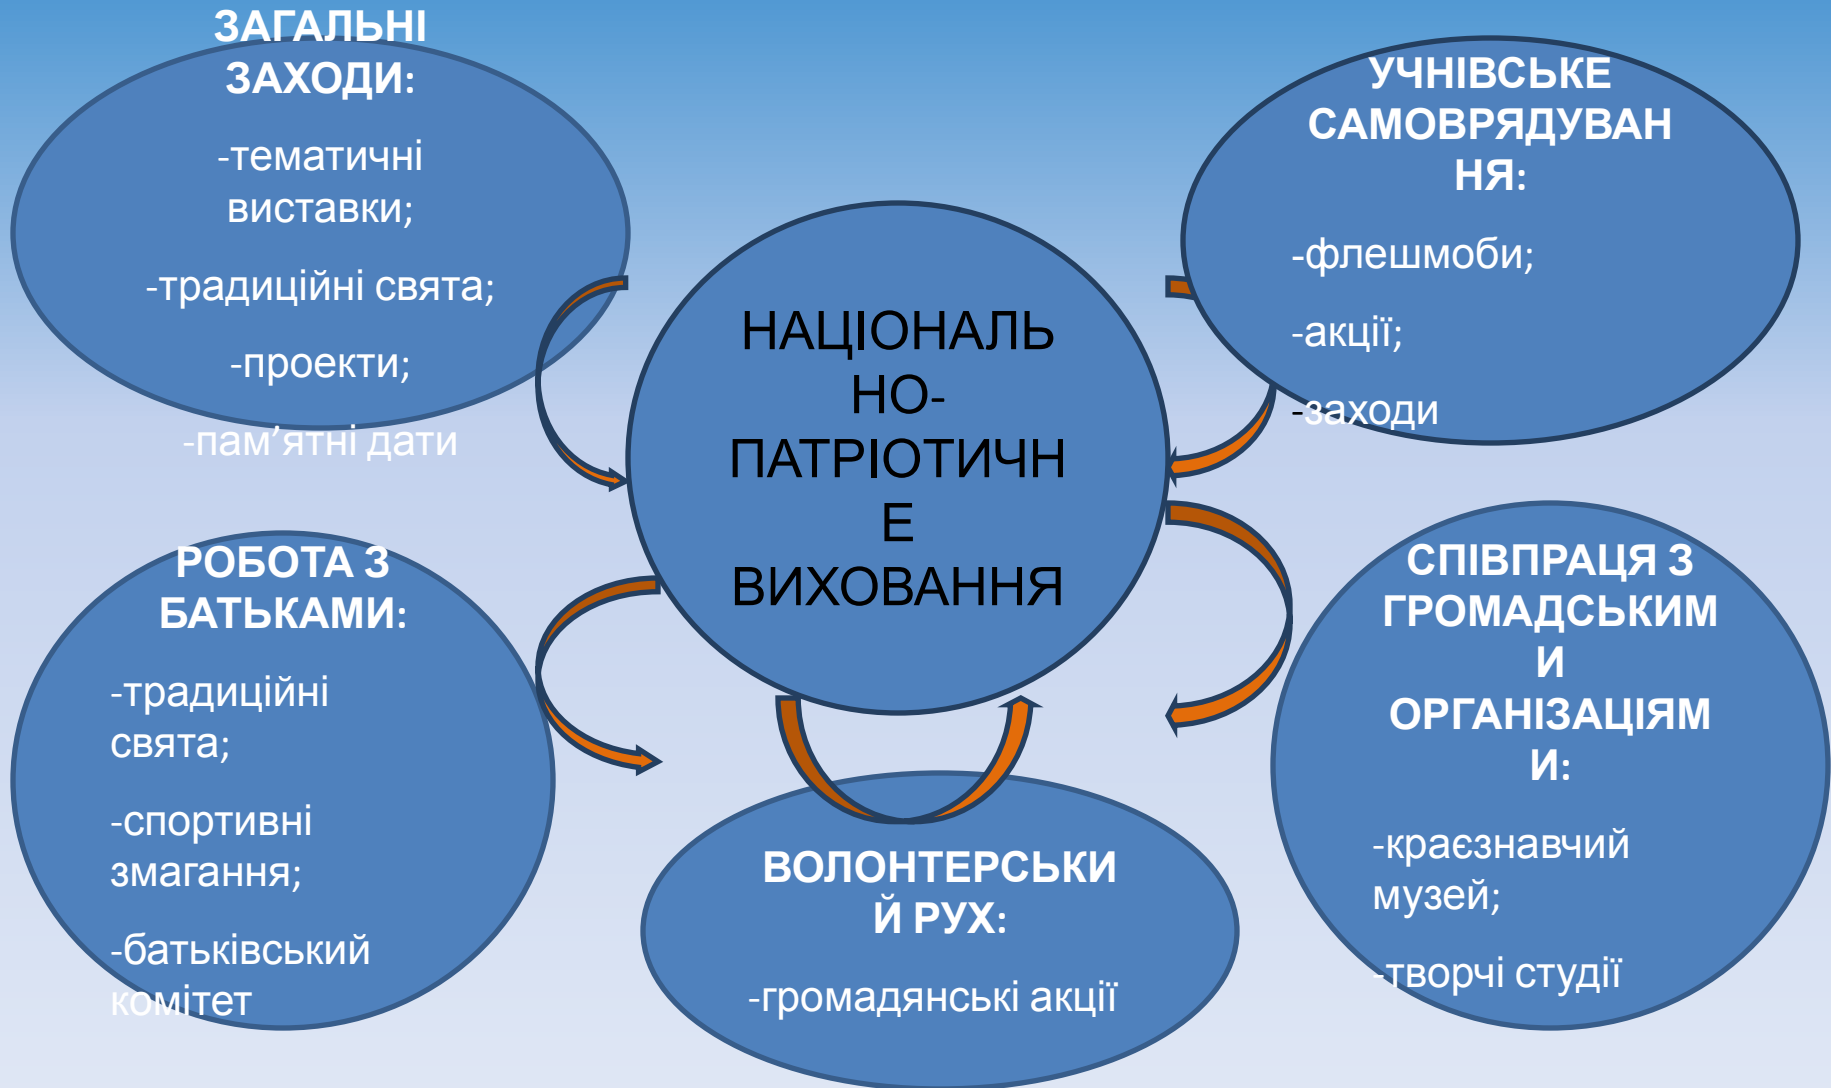 ЗАГАЛЬНІ
ЗАХОДИ:
-тематичні
виставки;
-традиційні свята;
-проекти;
-пам’ятні дати
УЧНІВСЬКЕ
САМОВРЯДУВАН
НЯ:
-флешмоби;
-акції;
-заходи
НАЦІОНАЛЬ
НО-
ПАТРІОТИЧН
Е
ВИХОВАННЯ
РОБОТА З
БАТЬКАМИ:
-традиційні
свята;
-спортивні
змагання;
-батьківський
комітет
ВОЛОНТЕРСЬКИ
Й РУХ:
-громадянські акції
СПІВПРАЦЯ З
ГРОМАДСЬКИМ
И
ОРГАНІЗАЦІЯМ
И:
-краєзнавчий
музей;
-творчі студії